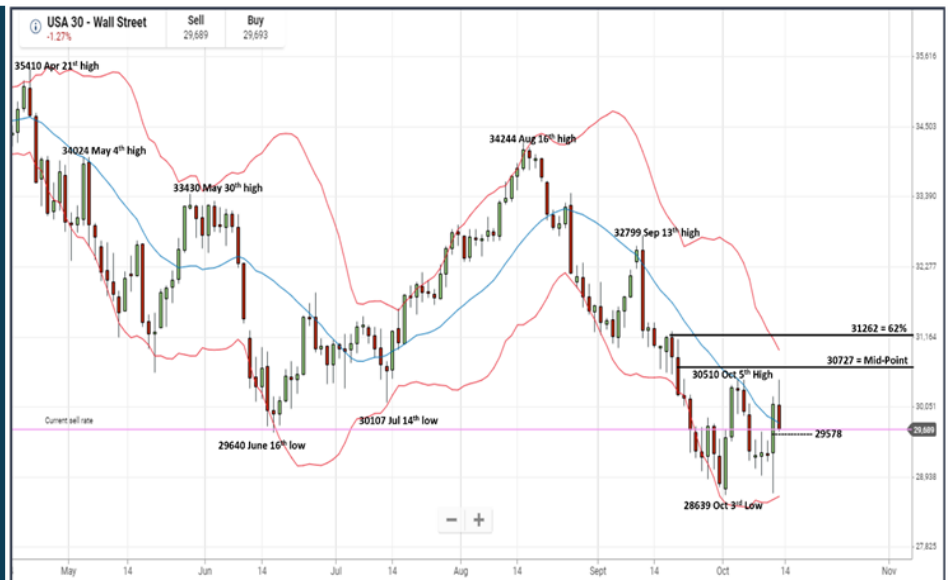 USA 30 - Wall Street
-1.27%
Sell
29,689
Buy
29,693
35410 Apr 21st high
34024 May 4th high
33430 May 30th high
34244 Aug 16th high
32799 Sep 13th high
31262 = 62%
30727 = Mid-Point
30510 Oct 5th High
Current sell rate
30107 Jul 14th low
29578
29640 June 16th low
28639 Oct 3rd Low
35,616
34,503
33,390
32,277
31,164
30,051
29,689
28,938
27,825
May
14
Jun
14
Jul
14
Aug
14
Sept
14
Oct
14
Nov